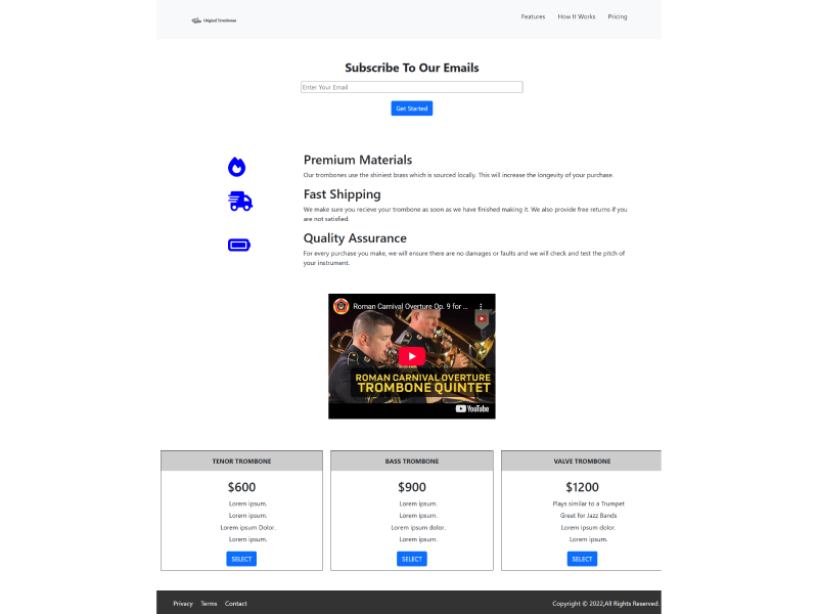 Original Trombones
Features How It Works Pricing
Subscribe To Our Emails
Enter Your Email
Get Started
Premium Materials
Our trombones use the shiniest brass which is sourced locally. This will increase the longevity of your purchase.
Fast Shipping
We make sure you recieve your trombone as soon as we have finished making it. We also provide free returns if you
are not satisfied.
Quality Assurance
For every purchase you make, we will ensure there are no damages or faults and we will check and test the pitch of
your instrument.
Roman Carnival Overture Op. 9 for ...
ROMAN CARNIVAL OVERTURE
TROMBONE QUINTET
YouTube
TENOR TROMBONE
$600
Lorem ipsum.
Lorem ipsum.
Lorem ipsum Dolor.
Lorem ipsum.
SELECT
BASS TROMBONE
$900
Lorem ipsum.
Lorem ipsum.
Lorem ipsum dolor.
Lorem ipsum.
SELECT
VALVE TROMBONE
$1200
Plays similar to a Trumpet
Great for Jazz Bands
Lorem ipsum dolor.
Lorem ipsum.
SELECT
Privacy Terms Contact
Copyright © 2022,All Rights Reserved.